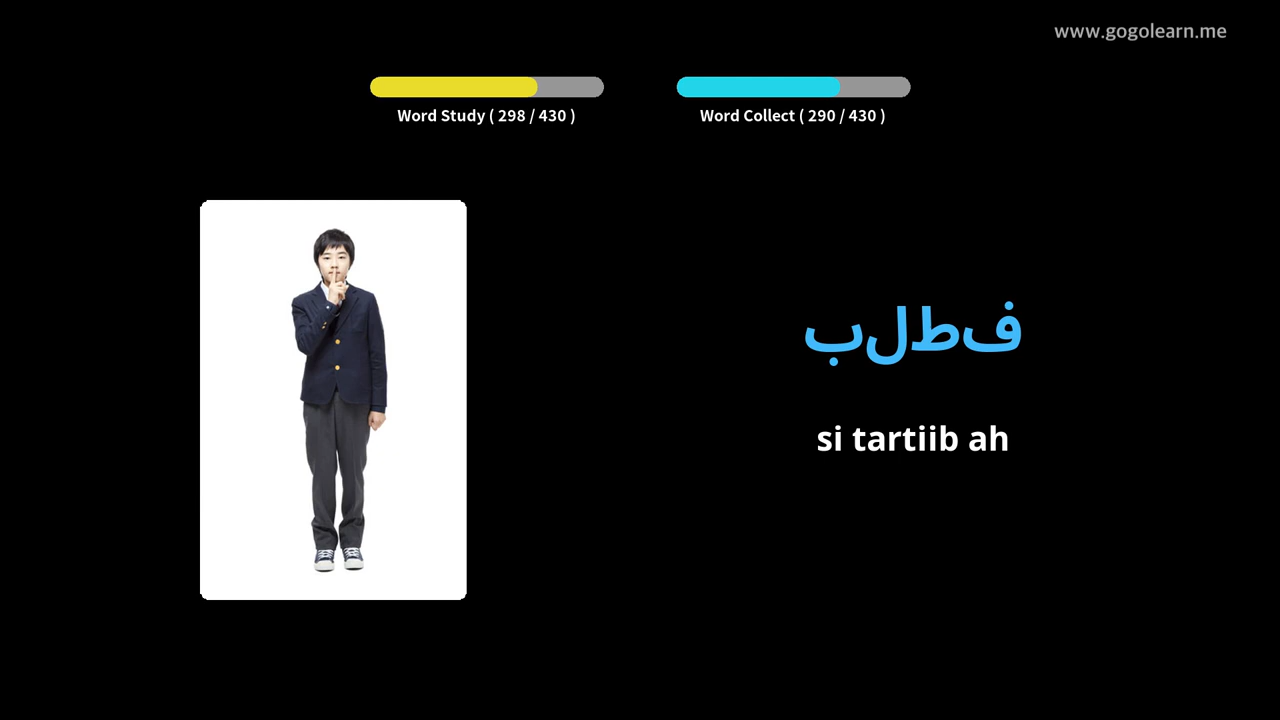 www.gogolearn.me
Word Study ( 298 / 430 )
Word Collect ( 290 / 430 )
فطلب
si tartiib ah